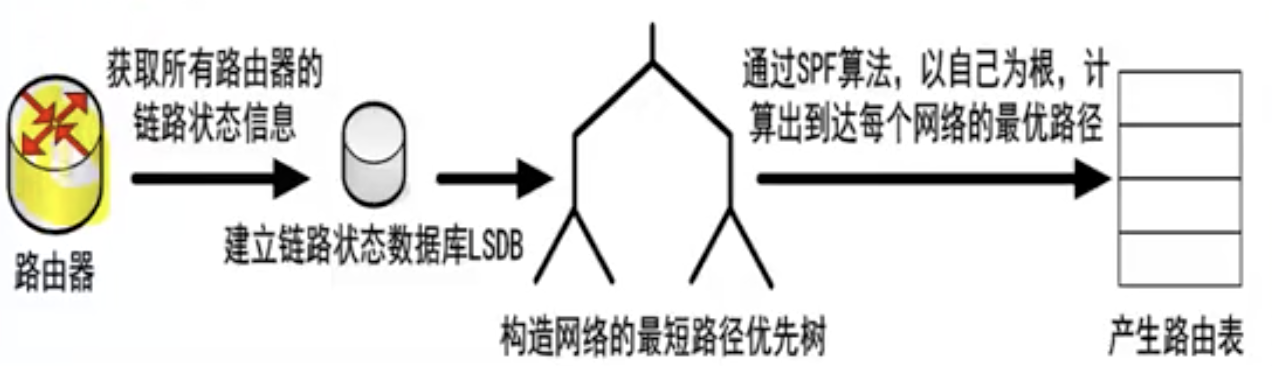 获取所有路由器的
链路状态信息
通过SPF算法，以自己为根，计
算出到达每个网络的最优路径
路由器
建立链路状态数据库LSDB
构造网络的最短路径优先树
产生路由表